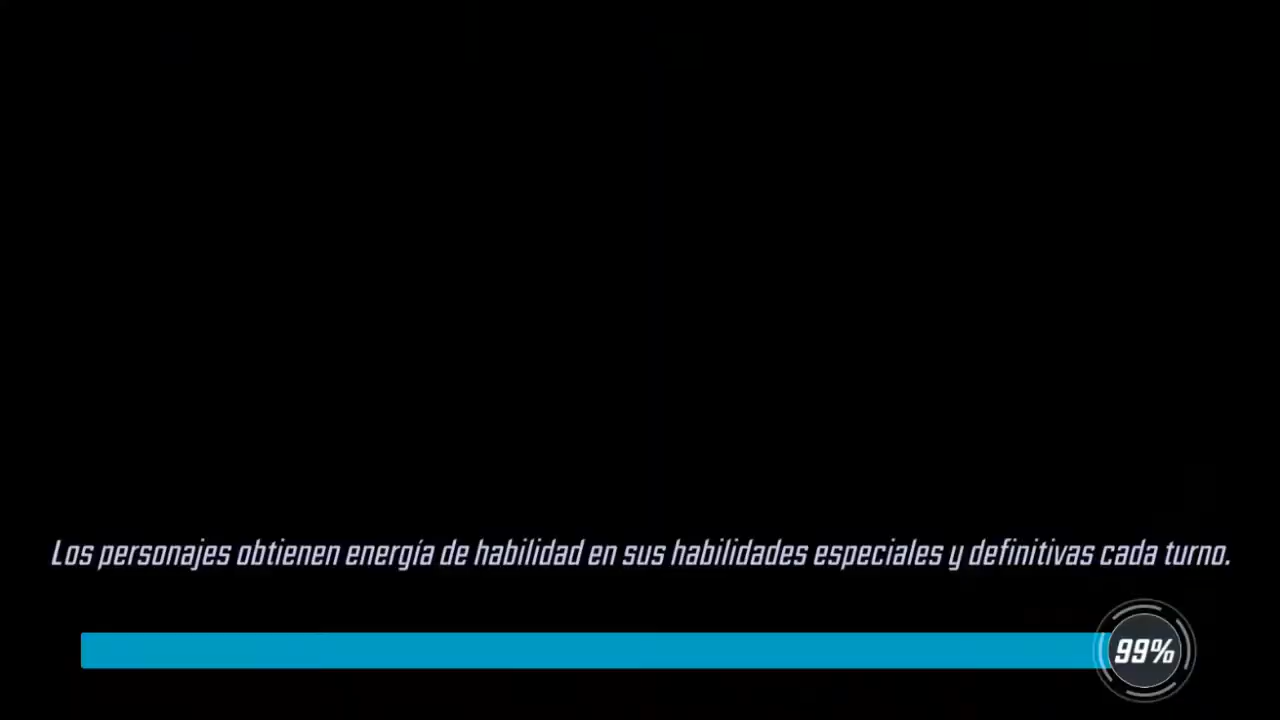 Los personajes obtienen energía de habilidad en sus habilidades especiales y definitivas cada turno.
99%